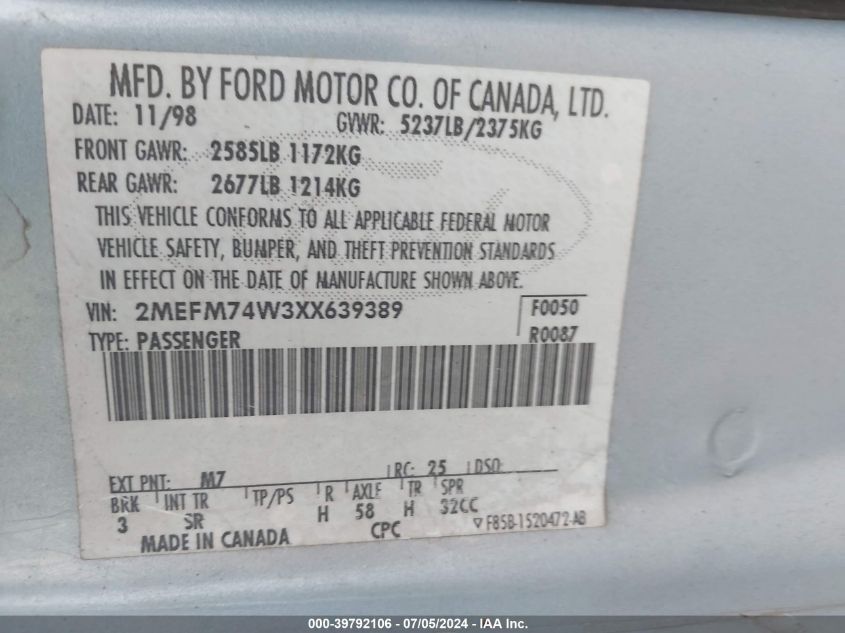 MFD. BY FORD MOTOR CO. OF CANADA, LTD.
DATE: 11/98 GVWR: 5237LB/2375KG
FRONT GAWR: 2585LB 1172KG
REAR GAWR: 2677LB 1214KG
THIS VEHICLE CONFORMS TO ALL APPLICABLE FEDERAL MOTOR
VEHICLE SAFETY, BUMPER, AND THEFT PREVENTION STANDARDS
IN EFFECT ON THE DATE OF MANUFACTURE SHOWN ABOVE.
VIN: 2MEFM74W3XX639389 F0050
TYPE: PASSENGER R0087
EXT PNT: M7 RC: 25 DSO:
BRK INT TR TP/PS R AXLE TR SPR
3 SR H 58 H 32CC
MADE IN CANADA CPC ▽F85B-1520472-AB
000-39792106 - 07/05/2024 - IAA Inc.